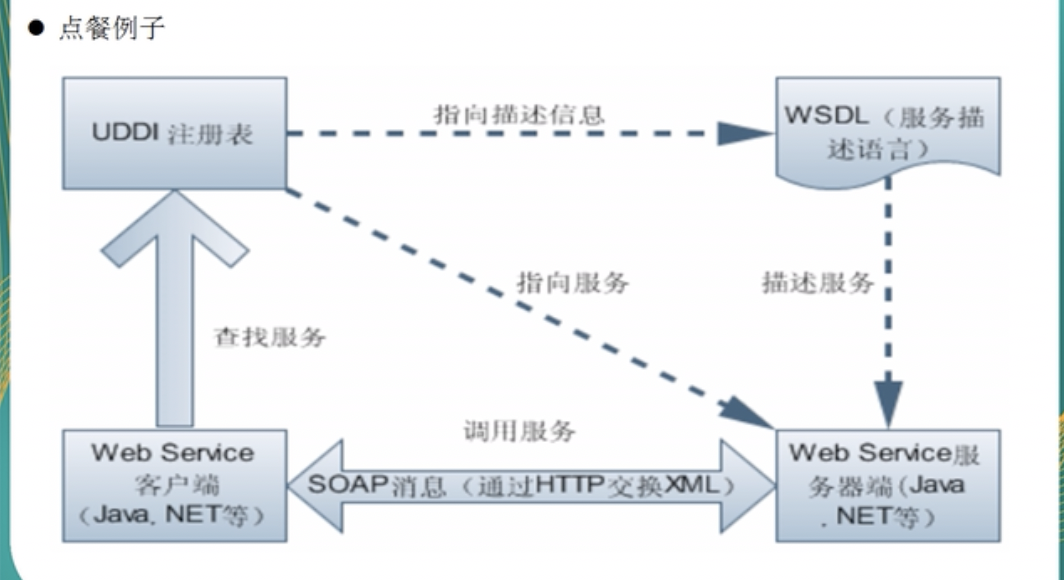 ● 点餐例子
指向描述信息
UDDI 注册表
WSDL（服务描
述语言）
指向服务
描述服务
查找服务
调用服务
Web Service
客户端
（Java, NET等）
SOAP消息（通过HTTP交换XML）
Web Service服
务器端(Java
. NET等）